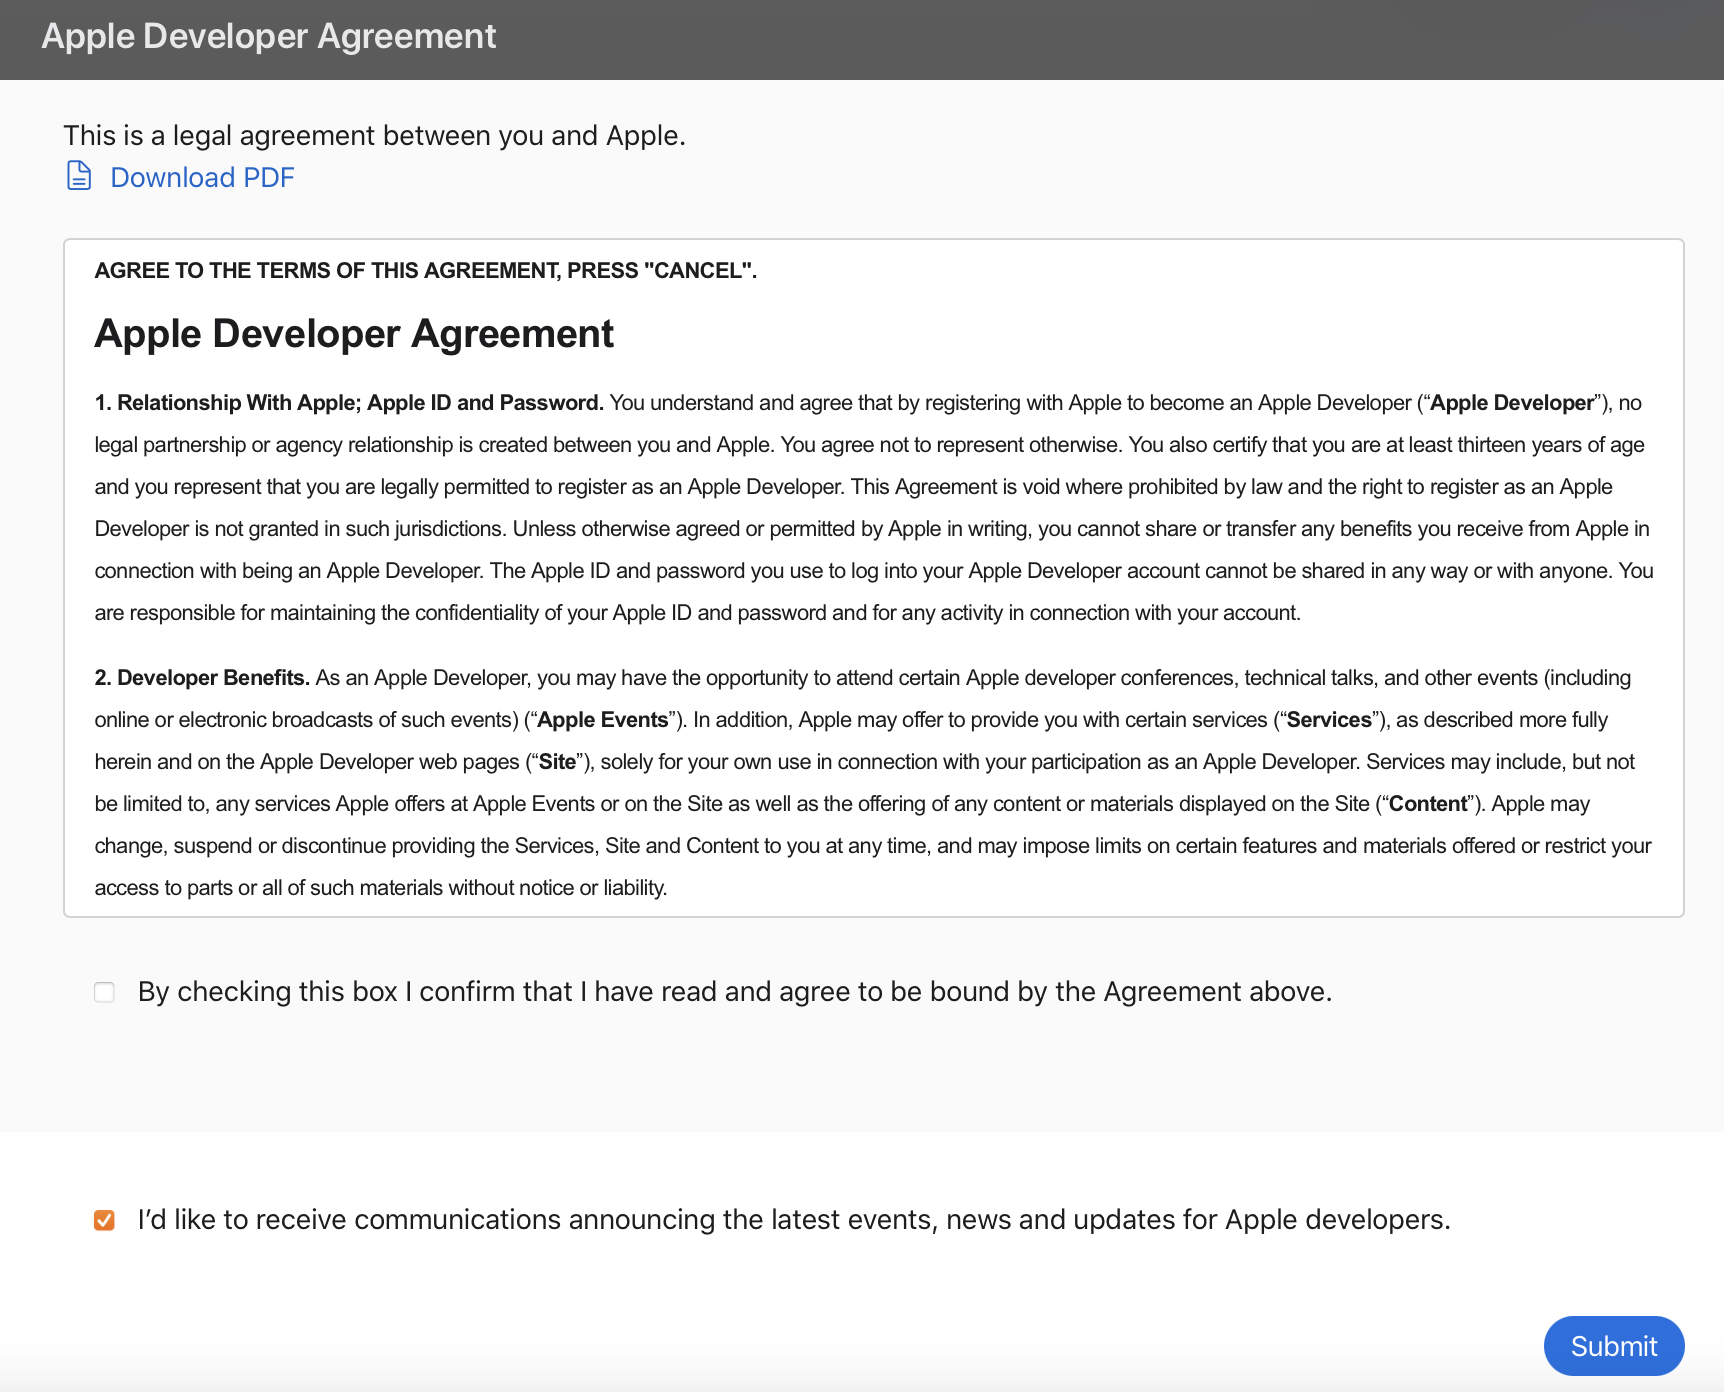 Apple Developer Agreement
This is a legal agreement between you and Apple.
Download PDF
AGREE TO THE TERMS OF THIS AGREEMENT, PRESS "CANCEL".
Apple Developer Agreement
1. Relationship With Apple; Apple ID and Password. You understand and agree that by registering with Apple to become an Apple Developer (“Apple Developer”), no
legal partnership or agency relationship is created between you and Apple. You agree not to represent otherwise. You also certify that you are at least thirteen years of age
and you represent that you are legally permitted to register as an Apple Developer. This Agreement is void where prohibited by law and the right to register as an Apple
Developer is not granted in such jurisdictions. Unless otherwise agreed or permitted by Apple in writing, you cannot share or transfer any benefits you receive from Apple in
connection with being an Apple Developer. The Apple ID and password you use to log into your Apple Developer account cannot be shared in any way or with anyone. You
are responsible for maintaining the confidentiality of your Apple ID and password and for any activity in connection with your account.
2. Developer Benefits. As an Apple Developer, you may have the opportunity to attend certain Apple developer conferences, technical talks, and other events (including
online or electronic broadcasts of such events) (“Apple Events”). In addition, Apple may offer to provide you with certain services (“Services”), as described more fully
herein and on the Apple Developer web pages (“Site”), solely for your own use in connection with your participation as an Apple Developer. Services may include, but not
be limited to, any services Apple offers at Apple Events or on the Site as well as the offering of any content or materials displayed on the Site (“Content”). Apple may
change, suspend or discontinue providing the Services, Site and Content to you at any time, and may impose limits on certain features and materials offered or restrict your
access to parts or all of such materials without notice or liability.
By checking this box I confirm that I have read and agree to be bound by the Agreement above.
I’d like to receive communications announcing the latest events, news and updates for Apple developers.
Submit